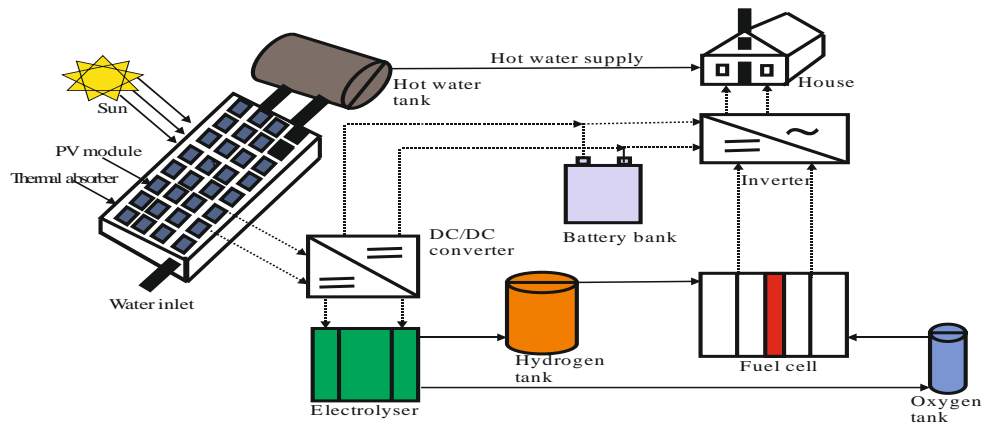 Hot water supply
Hot water
tank
House
Sun
PV module
Thermal absorber
Inverter
DC/DC
converter
Battery bank
Water inlet
Hydrogen
tank
Fuel cell
Electrolyser
Oxygen
tank